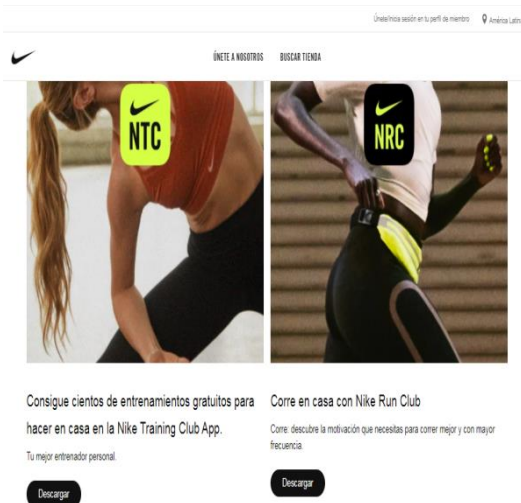 Únete/Inicia sesión en tu perfil de miembro
América Latin
ÚNETE A NOSOTROS
BUSCAR TIENDA
NTC
NRC
Consigue cientos de entrenamientos gratuitos para
hacer en casa en la Nike Training Club App.
Tu mejor entrenador personal.
Descargar
Corre en casa con Nike Run Club
Corre: descubre la motivación que necesitas para correr mejor y con mayor
frecuencia.
Descargar